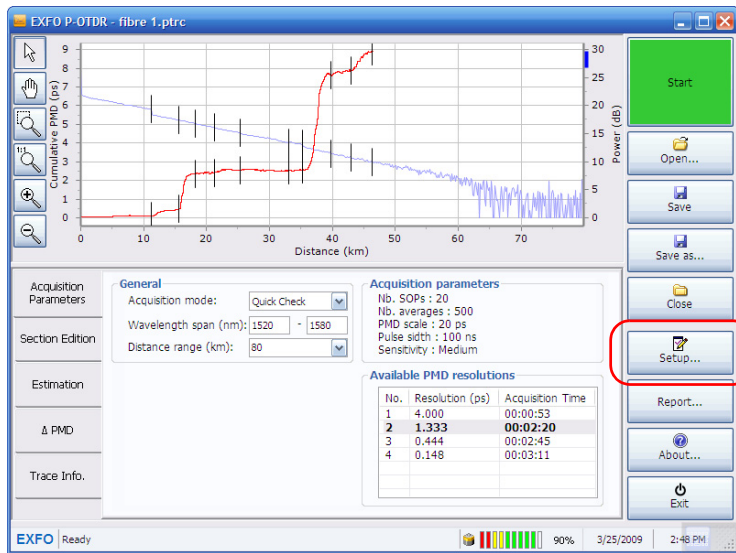 EXFO P-OTDR - fibre 1.ptrc
Cumulative PMD (ps)
9
8
7
6
5
4
3
2
1
0
30
25
20
15
10
5
0
Power (dB)
0 10 20 30 40 50 60 70
Distance (km)
1:1
Start
Open...
Save
Save as...
Close
Setup...
Report...
About...
Exit
Acquisition
Parameters
Section Edition
Estimation
Δ PMD
Trace Info.
General
Acquisition mode: Quick Check
Wavelength span (nm): 1520 - 1580
Distance range (km): 80
Acquisition parameters
Nb. SOPs : 20
Nb. averages : 500
PMD scale : 20 ps
Pulse sidth : 100 ns
Sensitivity : Medium
Available PMD resolutions
No. Resolution (ps) Acquisition Time
1 4.000 00:00:53
2 1.333 00:02:20
3 0.444 00:02:45
4 0.148 00:03:11
EXFO Ready 90% 3/25/2009 2:48 PM